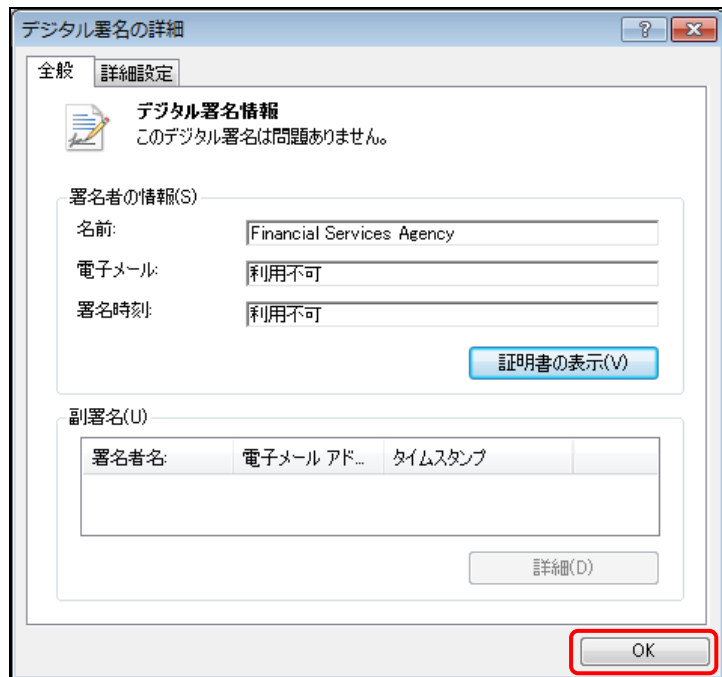 デジタル署名の詳細
全般 詳細設定
デジタル署名情報
このデジタル署名は問題ありません。
署名者の情報(S)
名前: Financial Services Agency
電子メール: 利用不可
署名時刻: 利用不可
証明書の表示(V)
副署名(U)
署名者名: 電子メール アド... タイムスタンプ
詳細(D)
OK